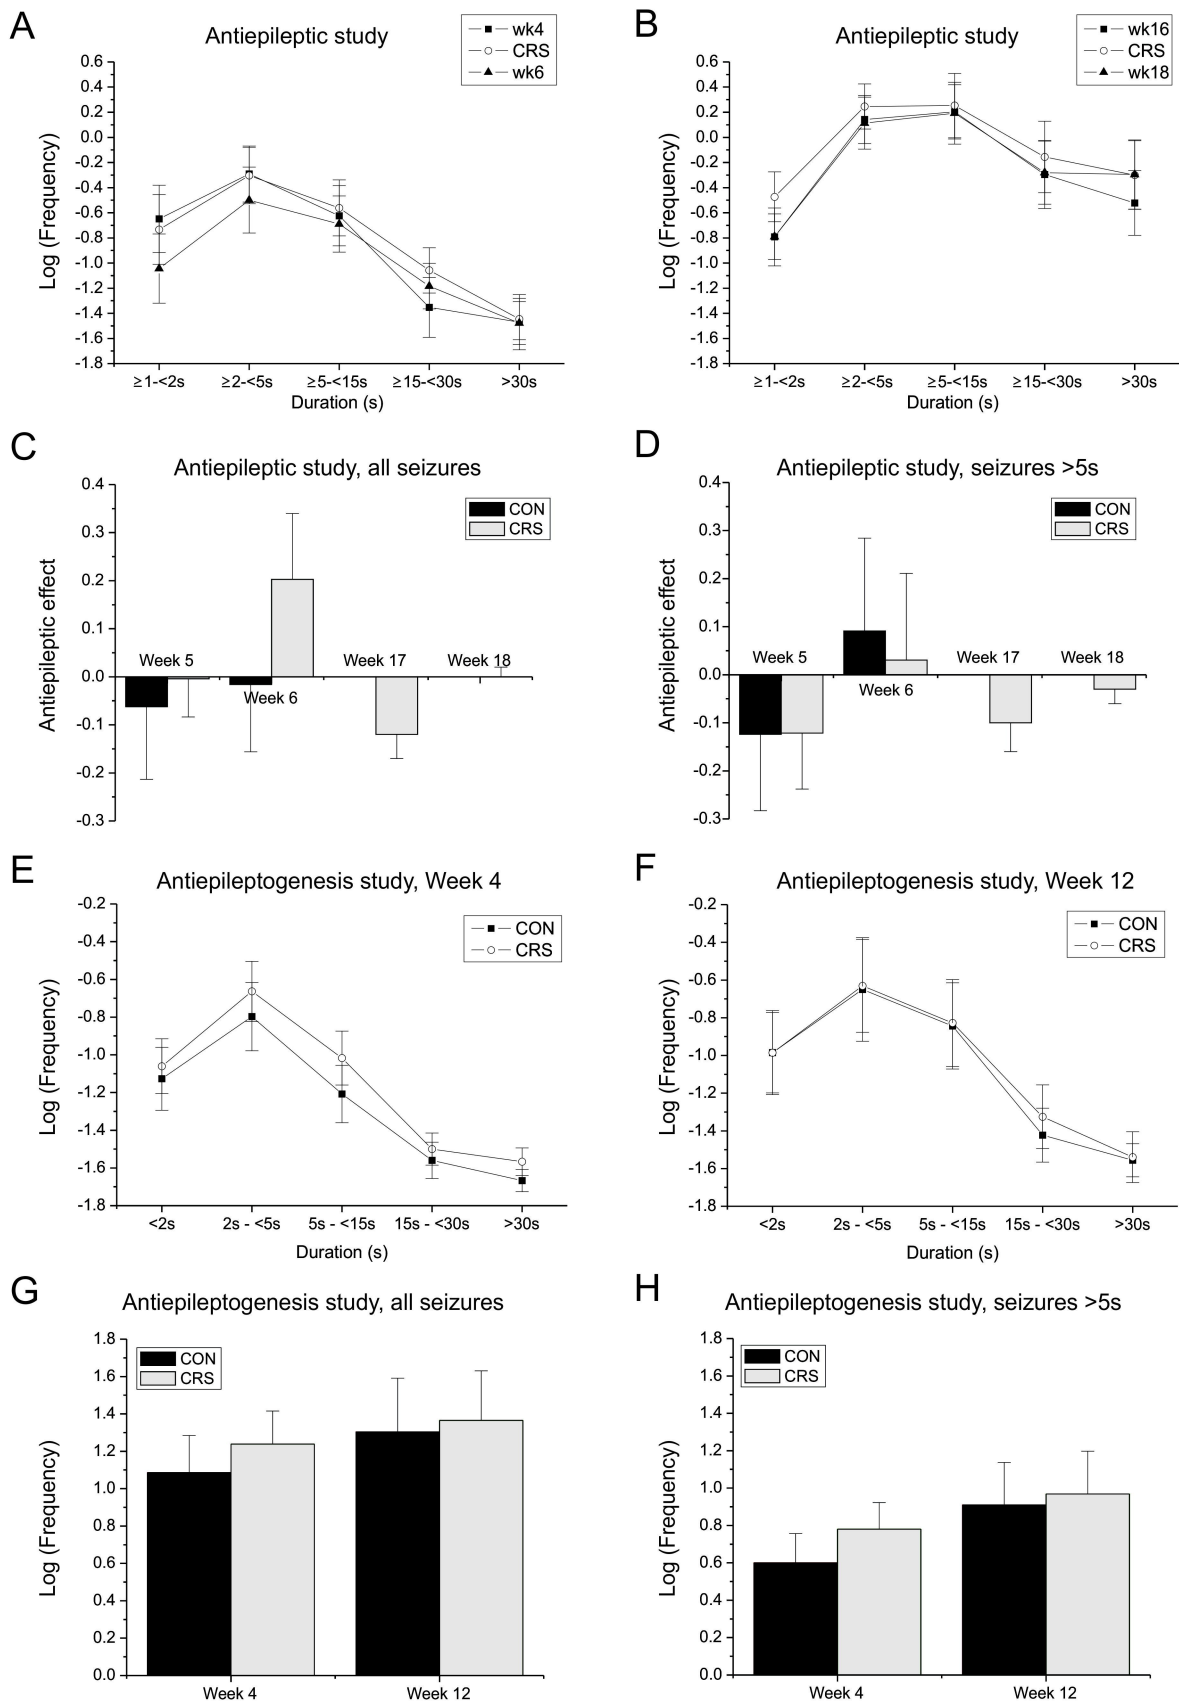 A
Antiepileptic study
wk4
CRS
wk6
Log (Frequency)
0.6
0.4
0.2
0.0
-0.2
-0.4
-0.6
-0.8
-1.0
-1.2
-1.4
-1.6
-1.8
≥1-<2s
≥2-<5s
≥5-<15s
≥15-<30s
>30s
Duration (s)
B
Antiepileptic study
wk16
CRS
wk18
Log (Frequency)
0.6
0.4
0.2
0.0
-0.2
-0.4
-0.6
-0.8
-1.0
-1.2
-1.4
-1.6
-1.8
≥1-<2s
≥2-<5s
≥5-<15s
≥15-<30s
>30s
Duration (s)
C
Antiepileptic study, all seizures
CON
CRS
Antiepileptic effect
0.4
0.3
0.2
0.1
0.0
-0.1
-0.2
-0.3
Week 5
Week 6
Week 17
Week 18
D
Antiepileptic study, seizures >5s
CON
CRS
Antiepileptic effect
0.4
0.3
0.2
0.1
0.0
-0.1
-0.2
-0.3
Week 5
Week 6
Week 17
Week 18
E
Antiepileptogenesis study, Week 4
CON
CRS
Log (Frequency)
-0.2
-0.4
-0.6
-0.8
-1.0
-1.2
-1.4
-1.6
-1.8
<2s
2s - <5s
5s - <15s
15s - <30s
>30s
Duration (s)
F
Antiepileptogenesis study, Week 12
CON
CRS
Log (Frequency)
-0.2
-0.4
-0.6
-0.8
-1.0
-1.2
-1.4
-1.6
-1.8
<2s
2s - <5s
5s - <15s
15s - <30s
>30s
Duration (s)
G
Antiepileptogenesis study, all seizures
CON
CRS
Log (Frequency)
1.8
1.6
1.4
1.2
1.0
0.8
0.6
0.4
0.2
0.0
Week 4
Week 12
H
Antiepileptogenesis study, seizures >5s
CON
CRS
Log (Frequency)
1.8
1.6
1.4
1.2
1.0
0.8
0.6
0.4
0.2
0.0
Week 4
Week 12